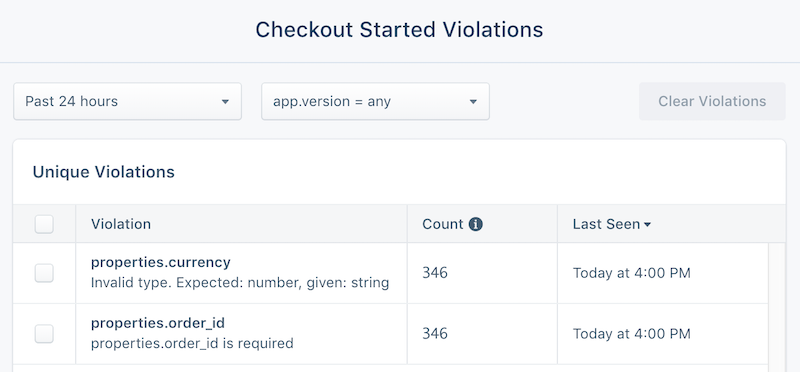 Checkout Started Violations
Past 24 hours
app.version = any
Clear Violations
Unique Violations
Violation
Count
Last Seen
properties.currency
Invalid type. Expected: number, given: string
346
Today at 4:00 PM
properties.order_id
properties.order_id is required
346
Today at 4:00 PM